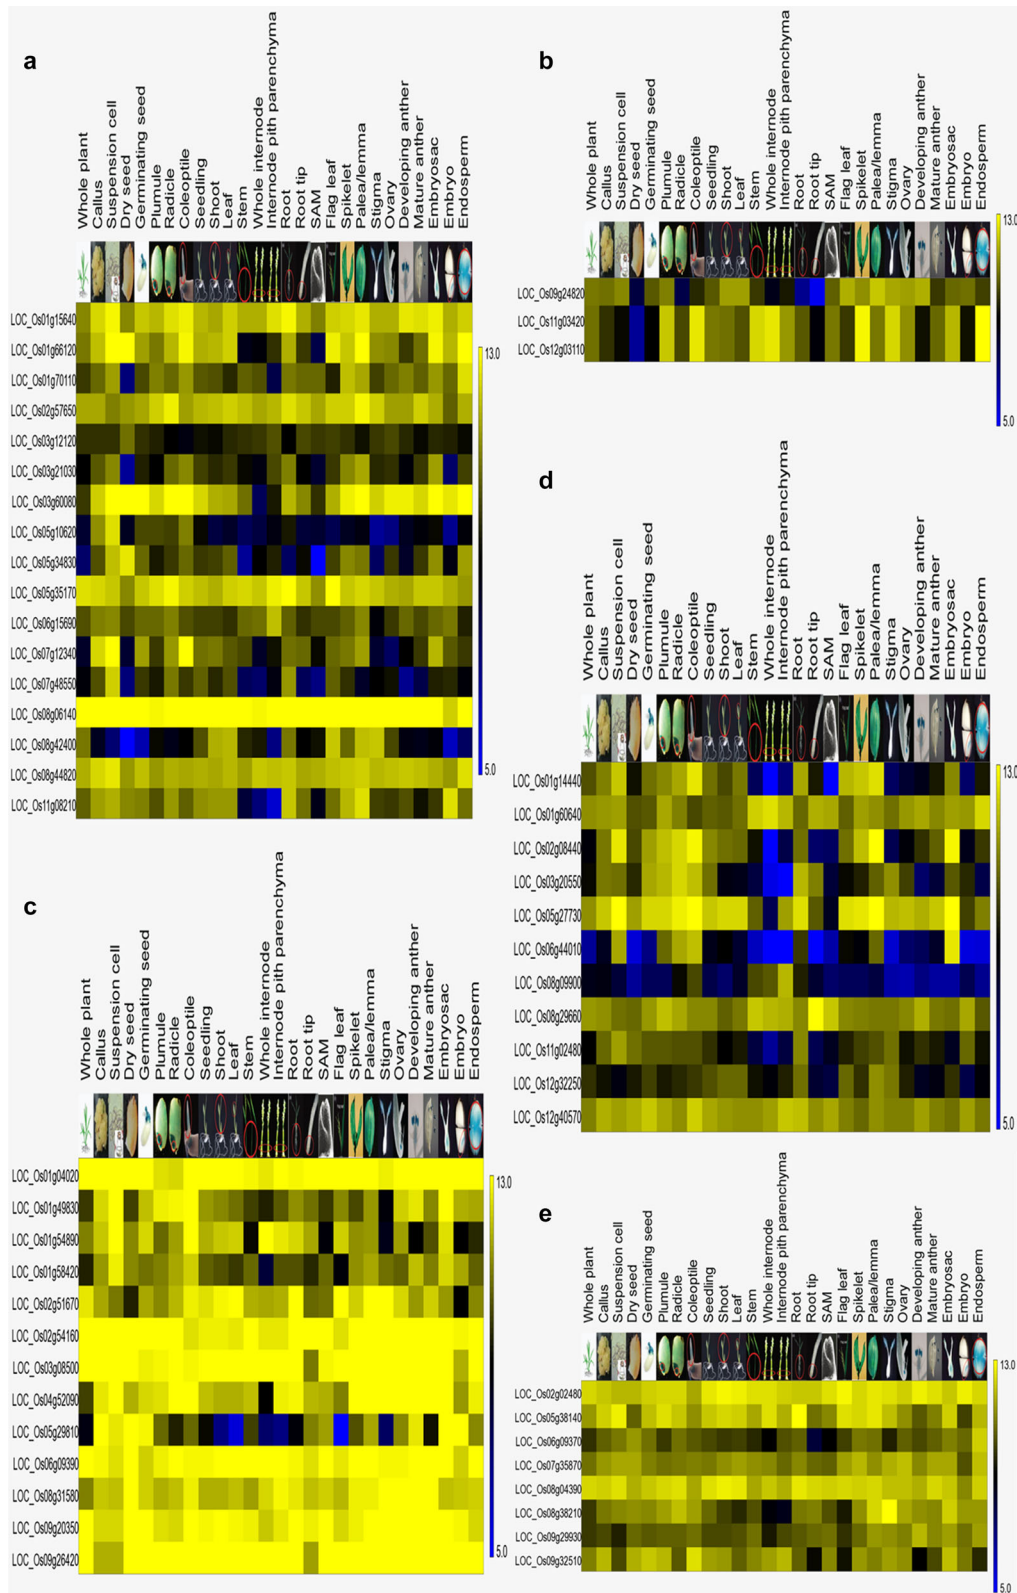 a
Whole plant
Callus
Suspension cell
Dry seed
Germinating seed
Plumule
Radicle
Coleoptile
Seedling
Shoot
Leaf
Stem
Whole internode
Internode pith parenchyma
Root
Root tip
SAM
Flag leaf
Spikelet
Palea/lemma
Stigma
Ovary
Developing anther
Mature anther
Embryosac
Embryo
Endosperm
LOC_Os01g15640
LOC_Os01g66120
LOC_Os01g70110
LOC_Os02g57650
LOC_Os03g12120
LOC_Os03g21030
LOC_Os03g60080
LOC_Os05g10620
LOC_Os05g34830
LOC_Os05g35170
LOC_Os06g15690
LOC_Os07g12340
LOC_Os07g48550
LOC_Os08g06140
LOC_Os08g42400
LOC_Os08g44820
LOC_Os11g08210
13.0
5.0
b
Whole plant
Callus
Suspension cell
Dry seed
Germinating seed
Plumule
Radicle
Coleoptile
Seedling
Shoot
Leaf
Stem
Whole internode
Internode pith parenchyma
Root
Root tip
SAM
Flag leaf
Spikelet
Palea/lemma
Stigma
Ovary
Developing anther
Mature anther
Embryosac
Embryo
Endosperm
LOC_Os09g24820
LOC_Os11g03420
LOC_Os12g03110
13.0
5.0
c
Whole plant
Callus
Suspension cell
Dry seed
Germinating seed
Plumule
Radicle
Coleoptile
Seedling
Shoot
Leaf
Stem
Whole internode
Internode pith parenchyma
Root
Root tip
SAM
Flag leaf
Spikelet
Palea/lemma
Stigma
Ovary
Developing anther
Mature anther
Embryosac
Embryo
Endosperm
LOC_Os01g04020
LOC_Os01g49830
LOC_Os01g54890
LOC_Os01g58420
LOC_Os02g51670
LOC_Os02g54160
LOC_Os03g08500
LOC_Os04g52090
LOC_Os05g29810
LOC_Os06g09390
LOC_Os08g31580
LOC_Os09g20350
LOC_Os09g26420
13.0
5.0
d
Whole plant
Callus
Suspension cell
Dry seed
Germinating seed
Plumule
Radicle
Coleoptile
Seedling
Shoot
Leaf
Stem
Whole internode
Internode pith parenchyma
Root
Root tip
SAM
Flag leaf
Spikelet
Palea/lemma
Stigma
Ovary
Developing anther
Mature anther
Embryosac
Embryo
Endosperm
LOC_Os01g14440
LOC_Os01g60640
LOC_Os02g08440
LOC_Os03g20550
LOC_Os05g27730
LOC_Os06g44010
LOC_Os08g09900
LOC_Os08g29660
LOC_Os11g02480
LOC_Os12g32250
LOC_Os12g40570
13.0
5.0
e
Whole plant
Callus
Suspension cell
Dry seed
Germinating seed
Plumule
Radicle
Coleoptile
Seedling
Shoot
Leaf
Stem
Whole internode
Internode pith parenchyma
Root
Root tip
SAM
Flag leaf
Spikelet
Palea/lemma
Stigma
Ovary
Developing anther
Mature anther
Embryosac
Embryo
Endosperm
LOC_Os02g02480
LOC_Os05g38140
LOC_Os06g09370
LOC_Os07g35870
LOC_Os08g04390
LOC_Os08g38210
LOC_Os09g29930
LOC_Os09g32510
13.0
5.0